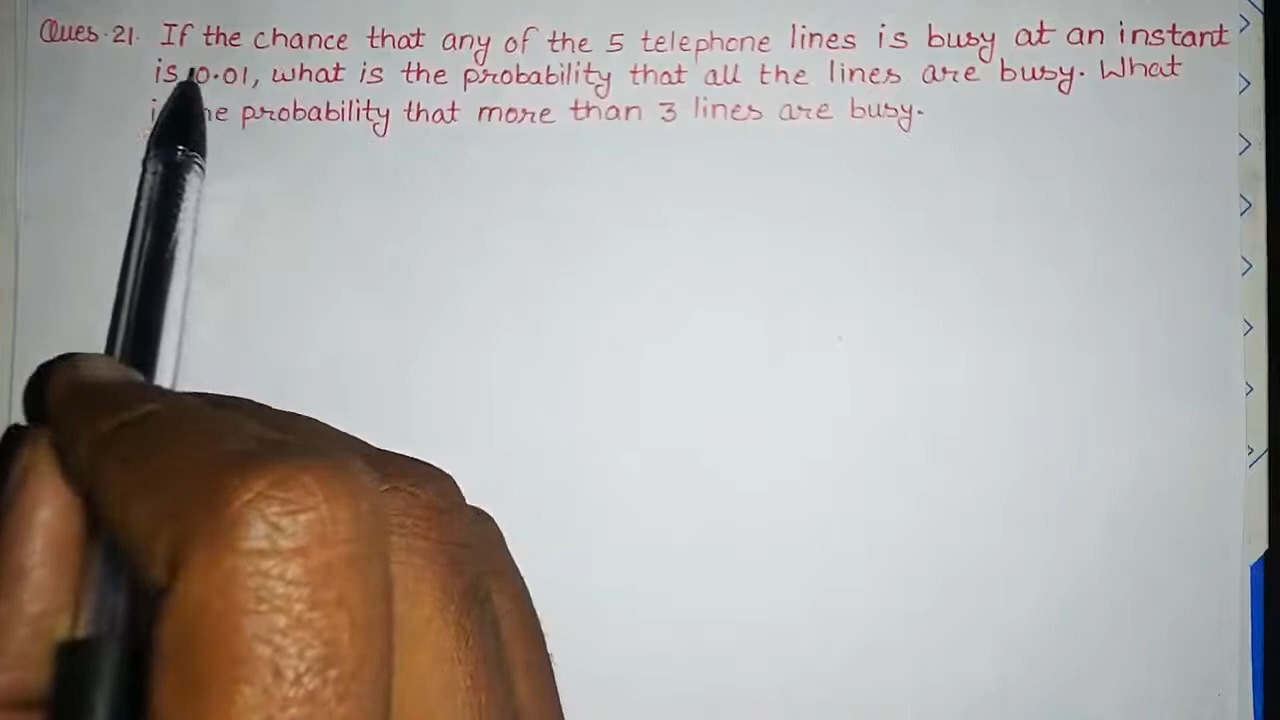 Ques·21. If the chance that any of the 5 telephone lines is busy at an instant
is 0.01, what is the probability that all the lines are busy. What
probability that more than 3 lines are busy.